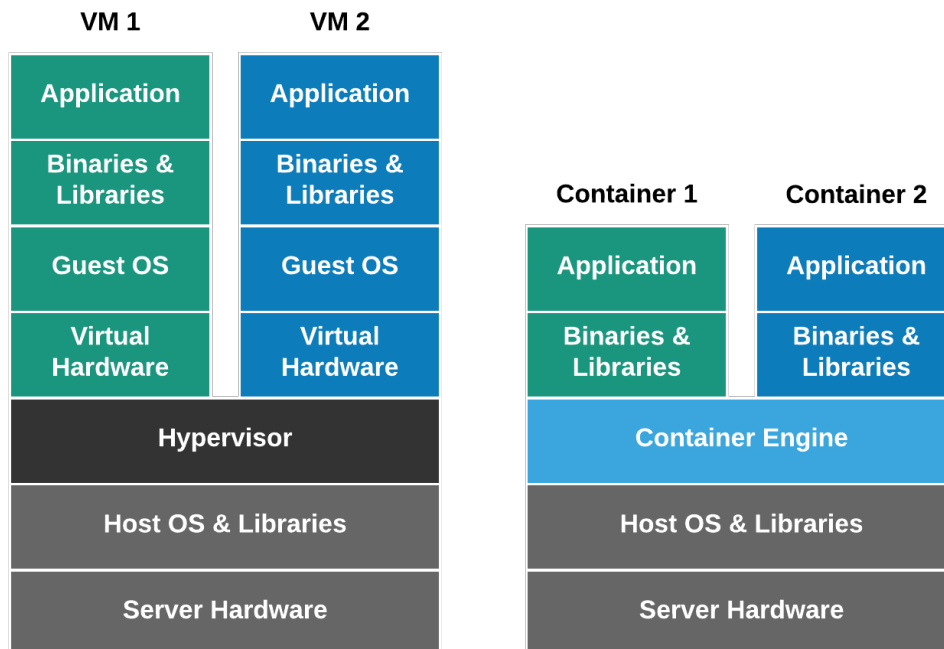 VM 1
VM 2
Application
Application
Binaries &
Libraries
Binaries &
Libraries
Guest OS
Guest OS
Virtual
Hardware
Virtual
Hardware
Hypervisor
Host OS & Libraries
Server Hardware
Container 1
Container 2
Application
Application
Binaries &
Libraries
Binaries &
Libraries
Container Engine
Host OS & Libraries
Server Hardware